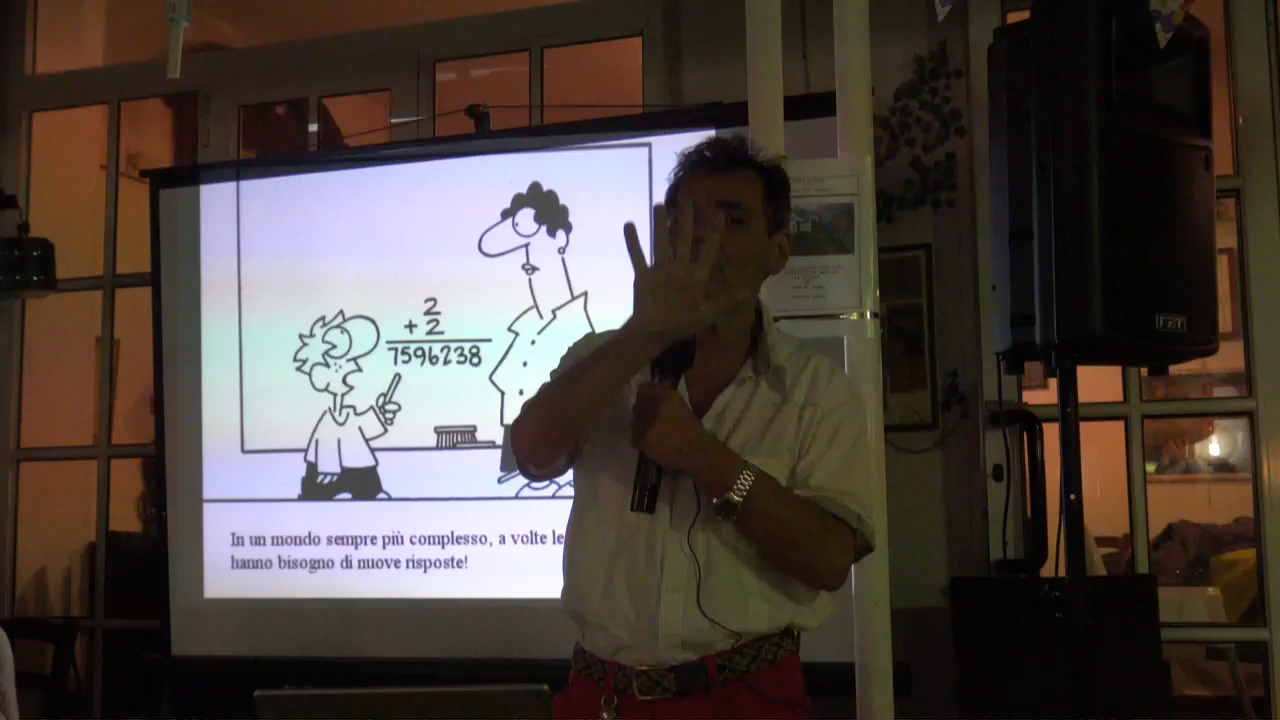 2
+ 2
7596238
In un mondo sempre più complesso, a volte le
hanno bisogno di nuove risposte!